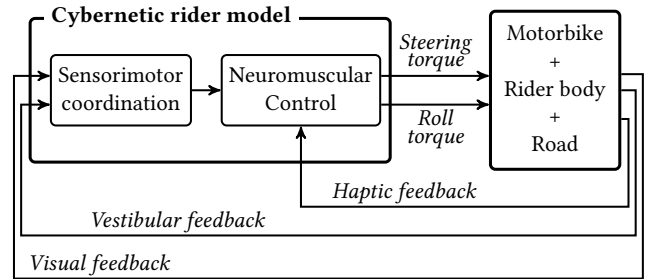 Cybernetic rider model
Sensorimotor
coordination
Neuromuscular
Control
Steering
torque
Roll
torque
Motorbike
+
Rider body
+
Road
Haptic feedback
Vestibular feedback
Visual feedback